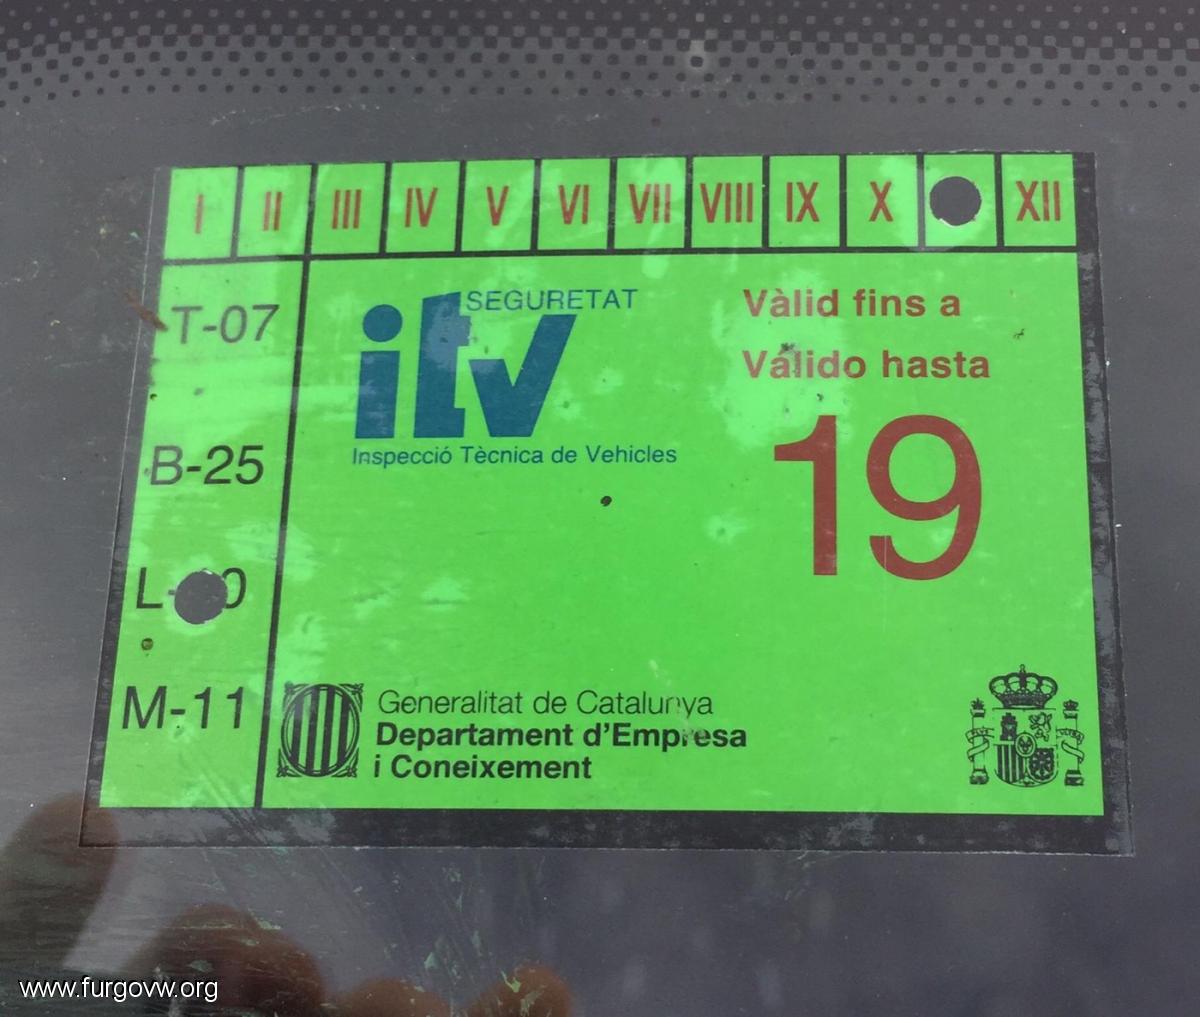 I II III IV V VI VII VIII IX X XII
T-07
B-25
M-11
SEGURETAT
itv
Inspecció Tècnica de Vehicles
Vàlid fins a
Válido hasta
19
Generalitat de Catalunya
Departament d'Empresa
i Coneixement
www.furgovw.org